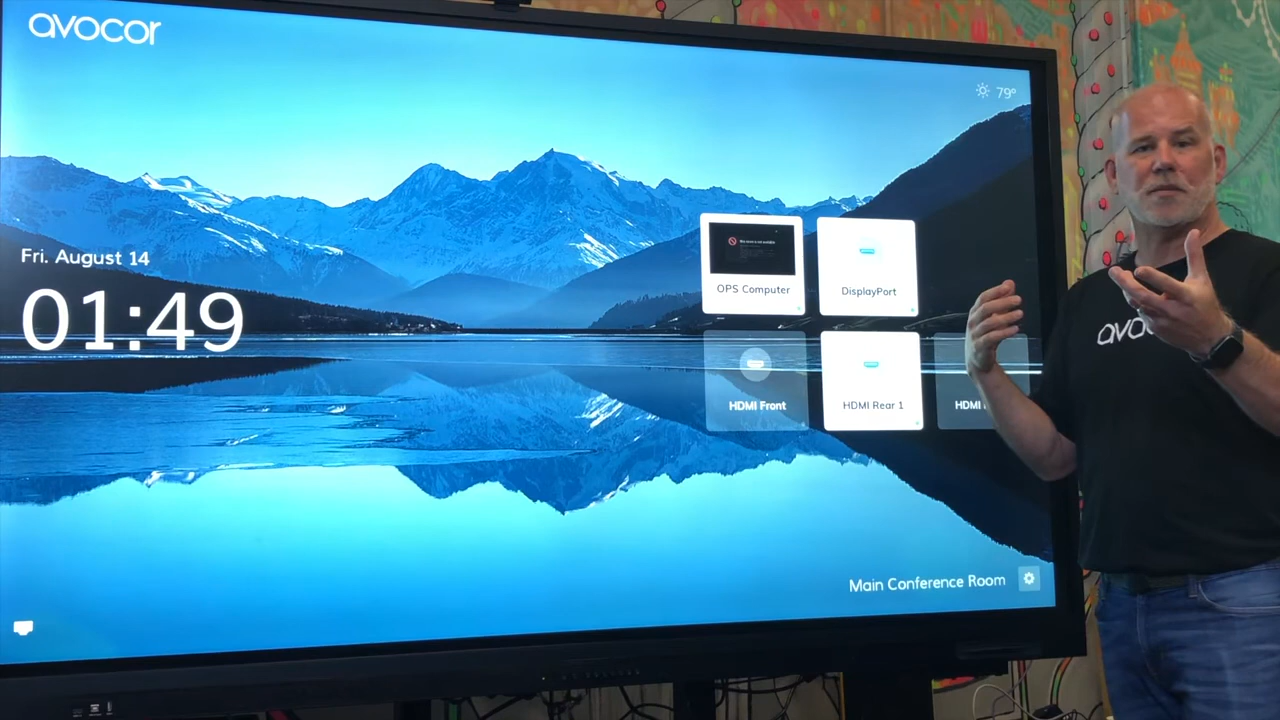 avocor
79°
Fri. August 14
01:49
OPS Computer
DisplayPort
HDMI Front
HDMI Rear 1
HDMI
Main Conference Room